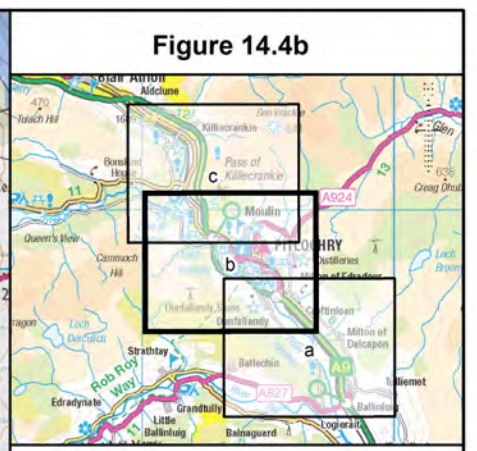 Figure 14.4b
Blair Atholl
Aldclune
470
Tulach Hill
Killiecrankie
Ben Vrackie
Glen
Bonskeid
House
Pass of
Killiecrankie
c
11
13
638
Creag Dhubh
A924
Moulin
Queen's View
PITLOCHRY
Distilleries
Cammoch
Hill
b
Milton of Edradour
Loch
Broom
Dunfallandy Stone
Dunfallandy
Croftinloan
Loch
Derculich
a
Milton of
Dalcapon
Strathtay
Ballechin
A9
Rob Roy
Way
Tulliemet
River
A827
Edradynate
Grandtully
Ballinluig
Little
Ballinluig
11
Balnaguard
Logierait